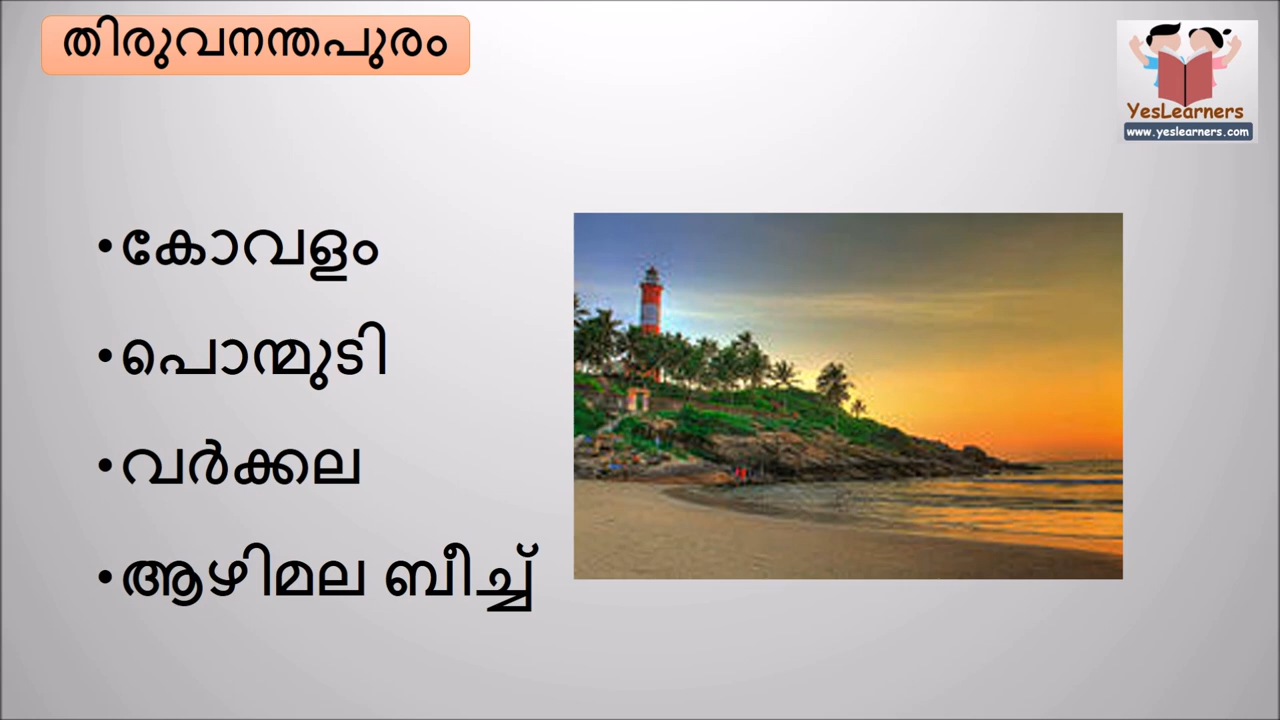 തിരുവനന്തപുരം
YesLearners
www.yeslearners.com
•കോവളം
•പൊന്മുടി
•വർക്കല
•ആഴിമല ബീച്ച്